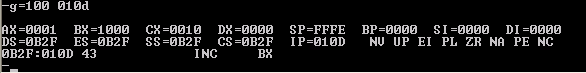 -g=100 010d
AX=0001 BX=1000 CX=0010 DX=0000 SP=FFFE BP=0000 SI=0000 DI=0000
DS=0B2F ES=0B2F SS=0B2F CS=0B2F IP=010D NV UP EI PL ZR NA PE NC
0B2F:010D 43 INC BX
-